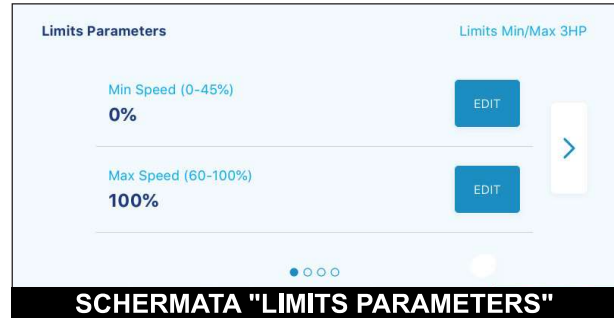 Limits Parameters
Limits Min/Max 3HP
Min Speed (0-45%)
0%
EDIT
Max Speed (60-100%)
100%
EDIT
SCHERMATA "LIMITS PARAMETERS"